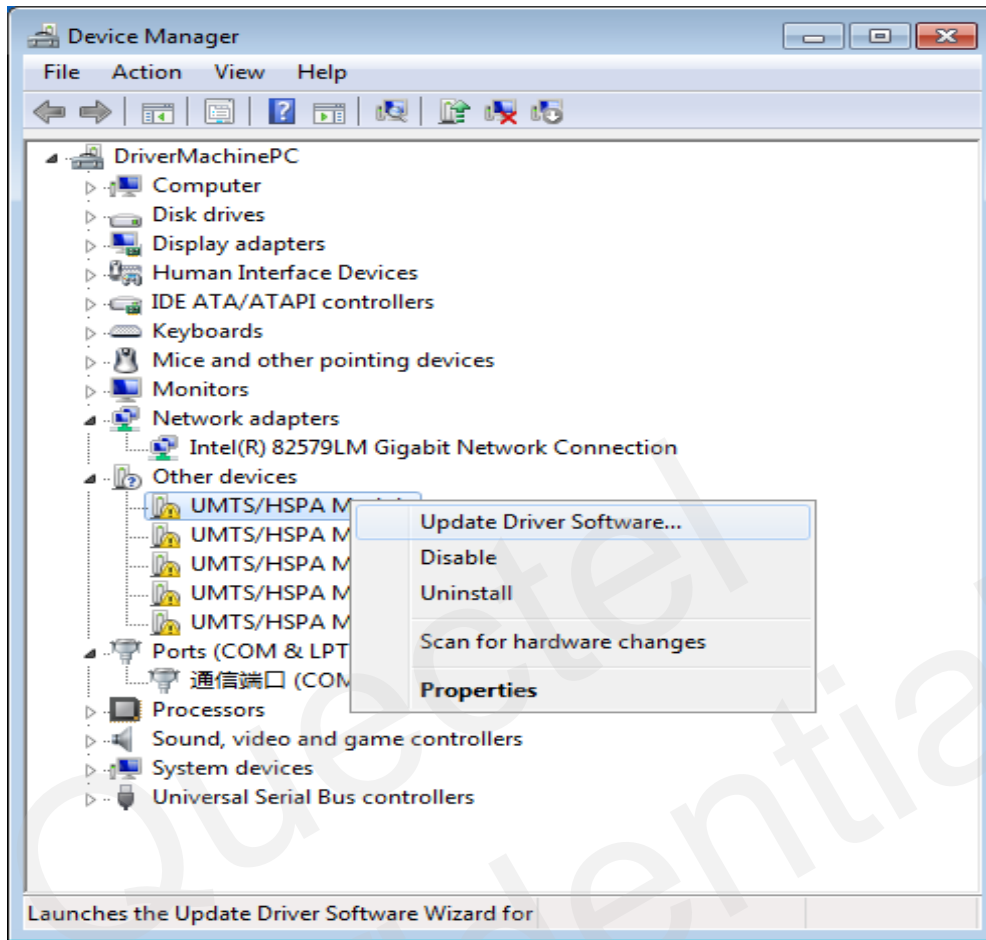 Device Manager
File Action View Help
DriverMachinePC
Computer
Disk drives
Display adapters
Human Interface Devices
IDE ATA/ATAPI controllers
Keyboards
Mice and other pointing devices
Monitors
Network adapters
Intel(R) 82579LM Gigabit Network Connection
Other devices
UMTS/HSPA M
Update Driver Software...
UMTS/HSPA M
Disable
UMTS/HSPA M
UMTS/HSPA M
Uninstall
UMTS/HSPA M
Scan for hardware changes
Ports (COM & LPT
通信端口 (COM
Properties
Processors
Sound, video and game controllers
System devices
Universal Serial Bus controllers
Launches the Update Driver Software Wizard for
Quectel